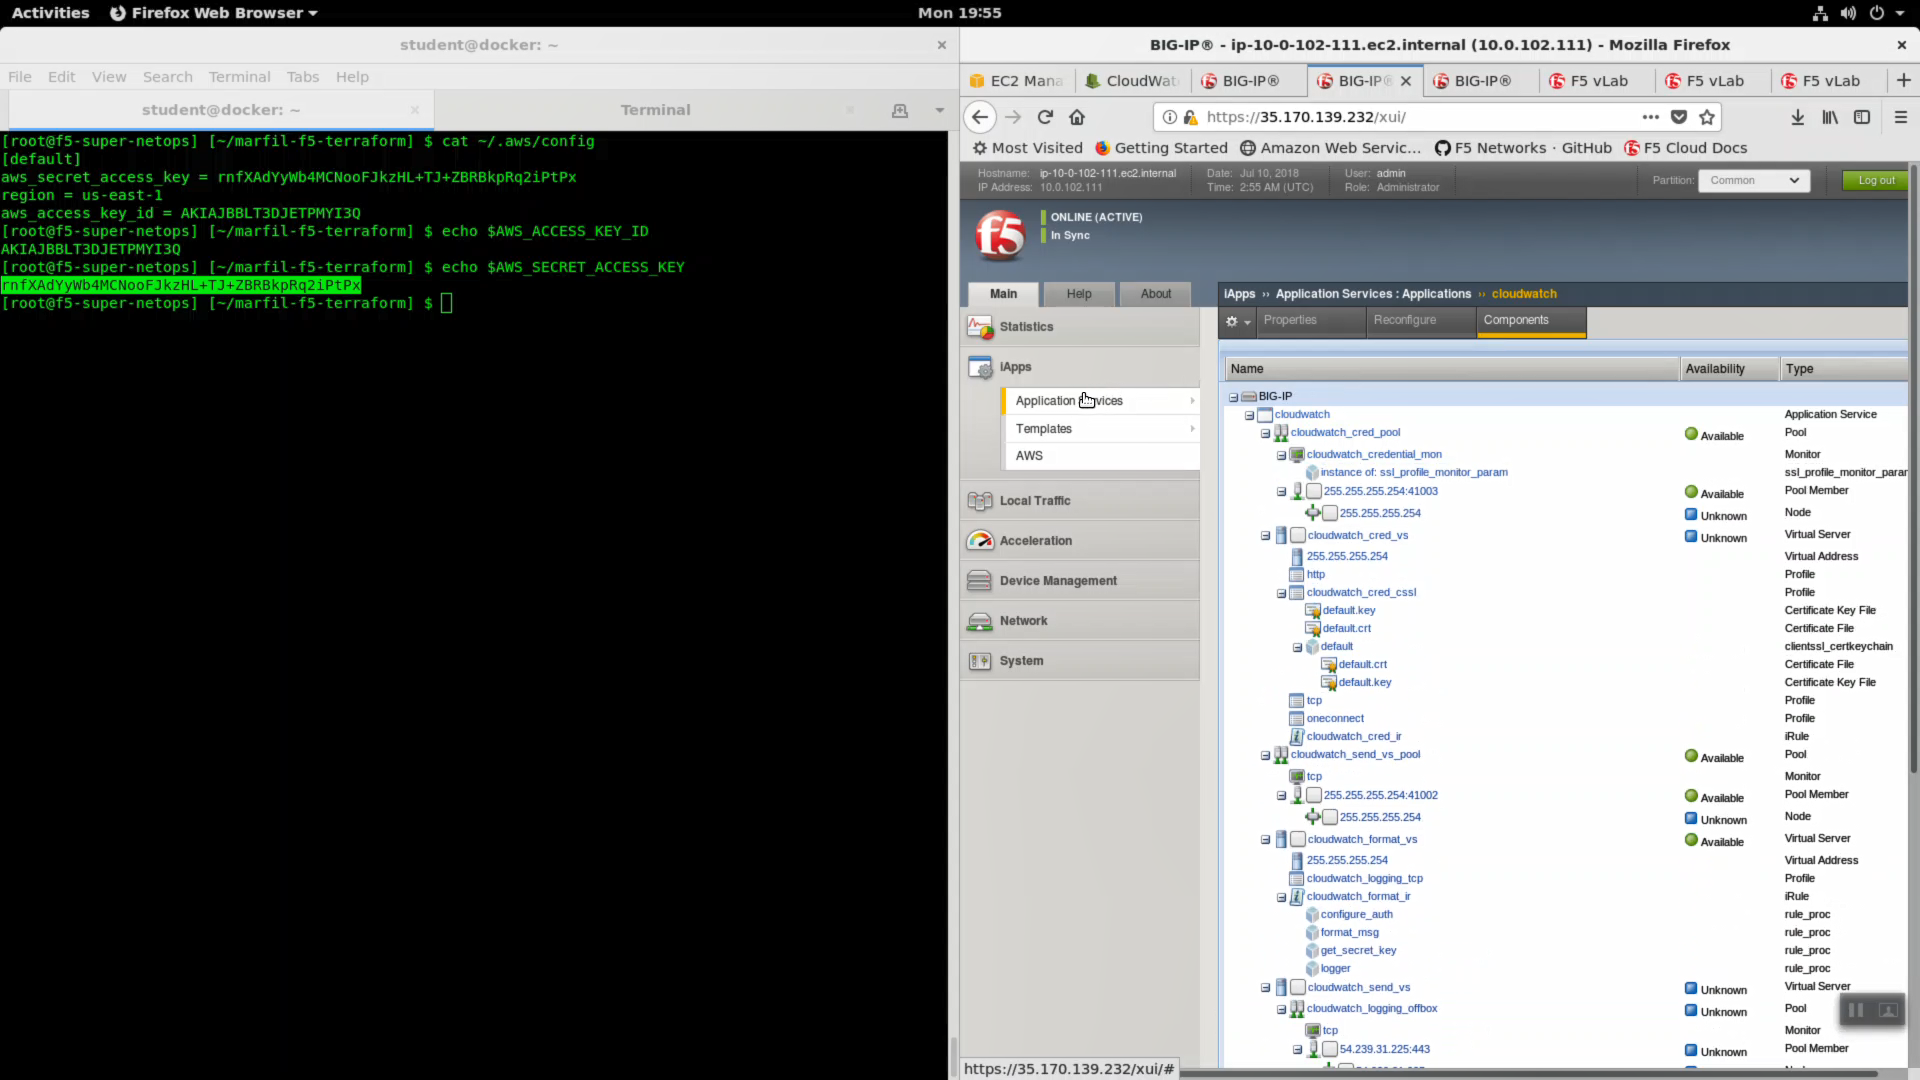 Activities Firefox Web Browser Mon 19:55
student@docker: ~
File Edit View Search Terminal Tabs Help
student@docker: ~ Terminal
[root@f5-super-netops] [~/marfil-f5-terraform] $ cat ~/.aws/config
[default]
aws_secret_access_key = rnfXAdYyWb4MCNooFJkzHL+TJ+ZBRBkpRq2iPtPx
region = us-east-1
aws_access_key_id = AKIAJBBLT3DJETPMYI3Q
[root@f5-super-netops] [~/marfil-f5-terraform] $ echo $AWS_ACCESS_KEY_ID
AKIAJBBLT3DJETPMYI3Q
[root@f5-super-netops] [~/marfil-f5-terraform] $ echo $AWS_SECRET_ACCESS_KEY
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
[root@f5-super-netops] [~/marfil-f5-terraform] $
BIG-IP® - ip-10-0-102-111.ec2.internal (10.0.102.111) - Mozilla Firefox
EC2 Mana CloudWat BIG-IP® BIG-IP® BIG-IP® F5 vLab F5 vLab F5 vLab
https://35.170.139.232/xui/
Most Visited Getting Started Amazon Web Servic... F5 Networks · GitHub F5 Cloud Docs
Hostname: ip-10-0-102-111.ec2.internal Date: Jul 10, 2018 User: admin
IP Address: 10.0.102.111 Time: 2:55 AM (UTC) Role: Administrator
Partition: Common Log out
f5
ONLINE (ACTIVE)
In Sync
Main Help About
Statistics
iApps
Application Services
Templates
AWS
Local Traffic
Acceleration
Device Management
Network
System
iApps ›› Application Services : Applications ›› cloudwatch
Properties Reconfigure Components
Name Availability Type
BIG-IP
cloudwatch Application Service
cloudwatch_cred_pool Available Pool
cloudwatch_credential_mon Monitor
instance of: ssl_profile_monitor_param ssl_profile_monitor_parar
255.255.255.254:41003 Available Pool Member
255.255.255.254 Unknown Node
cloudwatch_cred_vs Unknown Virtual Server
255.255.255.254 Virtual Address
http Profile
cloudwatch_cred_cssl Profile
default.key Certificate Key File
default.crt Certificate File
default clientssl_certkeychain
default.crt Certificate File
default.key Certificate Key File
tcp Profile
oneconnect Profile
cloudwatch_cred_ir iRule
cloudwatch_send_vs_pool Available Pool
tcp Monitor
255.255.255.254:41002 Available Pool Member
255.255.255.254 Unknown Node
cloudwatch_format_vs Available Virtual Server
255.255.255.254 Virtual Address
cloudwatch_logging_tcp Profile
cloudwatch_format_ir iRule
configure_auth rule_proc
format_msg rule_proc
get_secret_key rule_proc
logger rule_proc
cloudwatch_send_vs Unknown Virtual Server
cloudwatch_logging_offbox Unknown Pool
tcp Monitor
54.239.31.225:443 Unknown Pool Member
https://35.170.139.232/xui/#